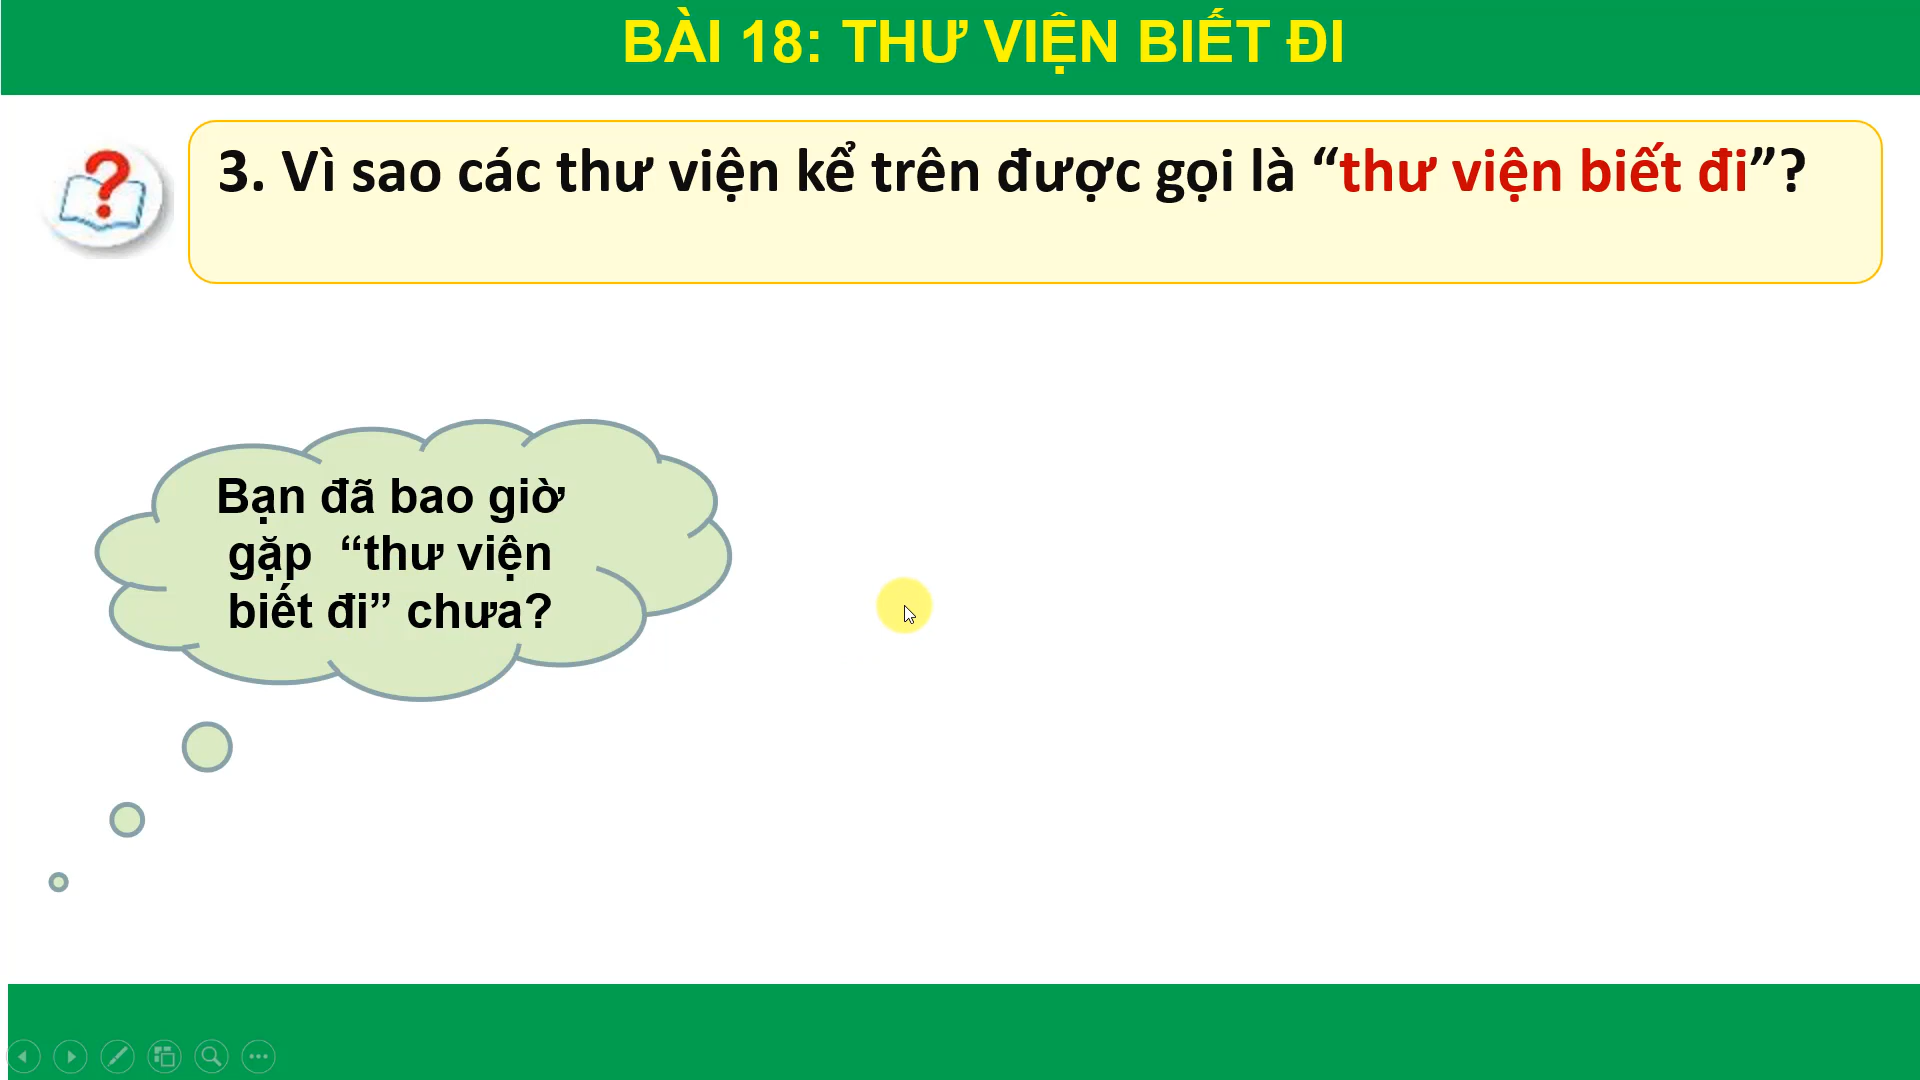 BÀI 18: THƯ VIỆN BIẾT ĐI
3. Vì sao các thư viện kể trên được gọi là “thư viện biết đi”?
Bạn đã bao giờ
gặp “thư viện
biết đi” chưa?